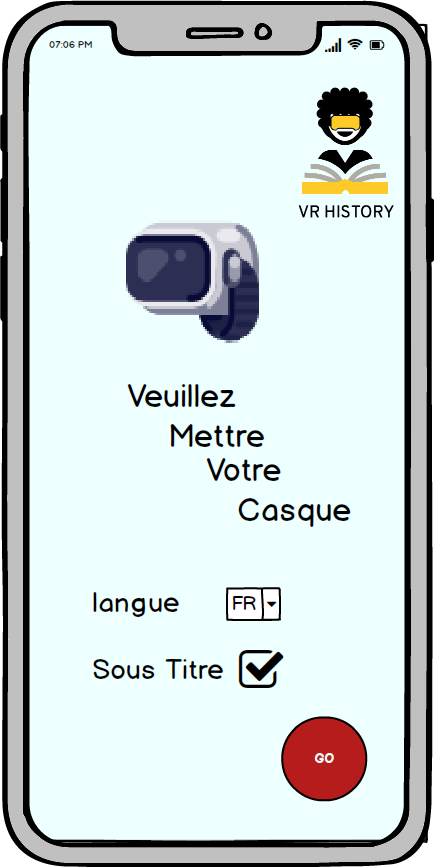 07:06 PM
VR HISTORY
Veuillez
Mettre
Votre
Casque
langue FR
Sous Titre
GO